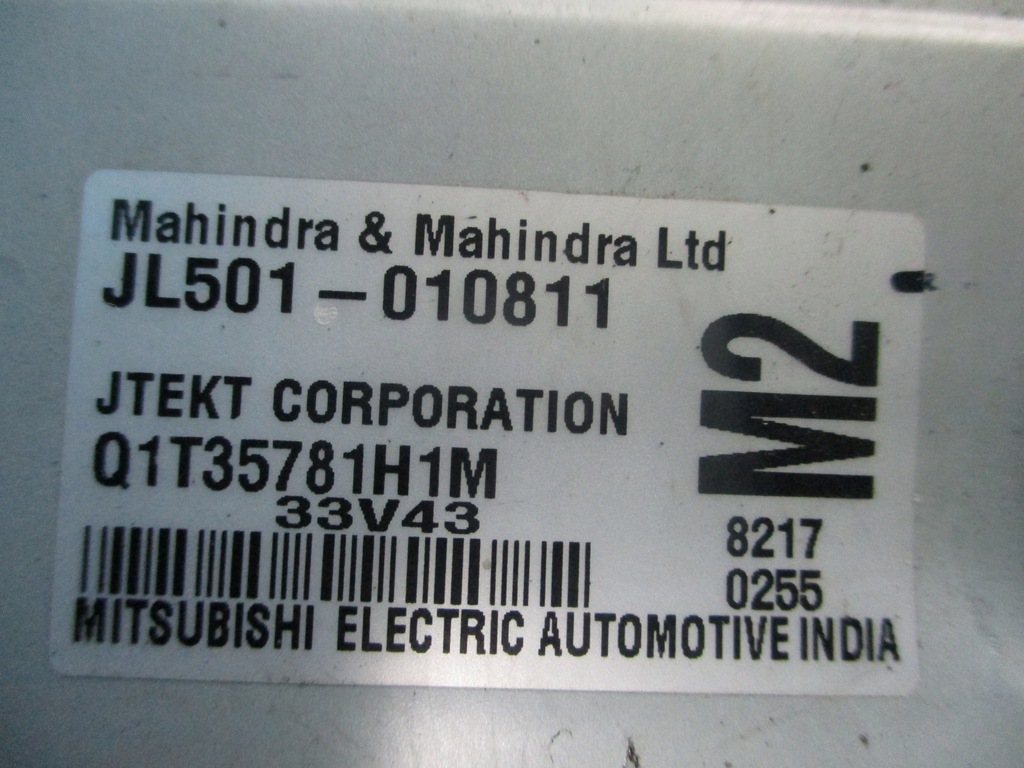 Mahindra & Mahindra Ltd
JL501-010811
JTEKT CORPORATION
Q1T35781H1M
33V43
M2
8217
0255
MITSUBISHI ELECTRIC AUTOMOTIVE INDIA